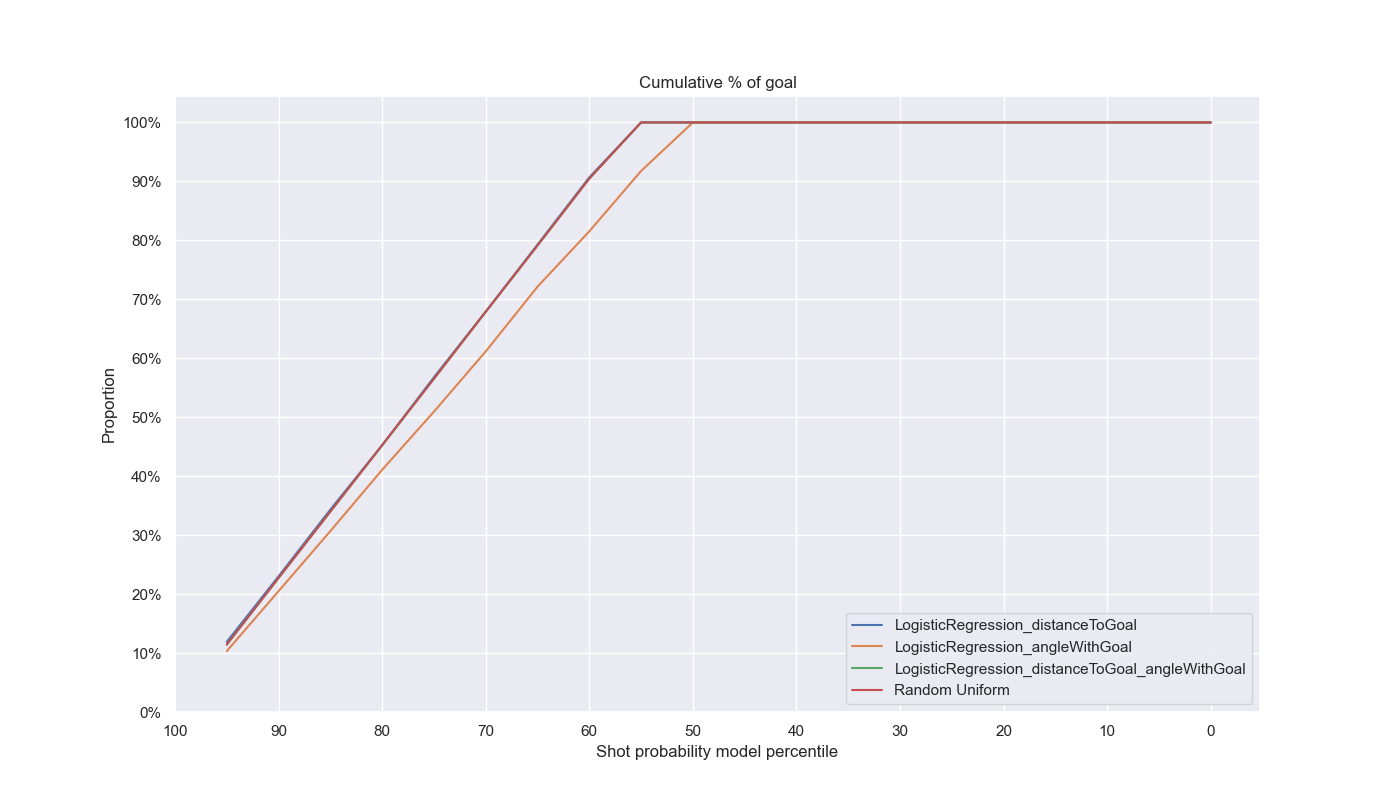 Cumulative % of goal
100%
90%
80%
70%
60%
50%
40%
30%
20%
10%
0%
Proportion
100 90 80 70 60 50 40 30 20 10 0
Shot probability model percentile
LogisticRegression_distanceToGoal
LogisticRegression_angleWithGoal
LogisticRegression_distanceToGoal_angleWithGoal
Random Uniform